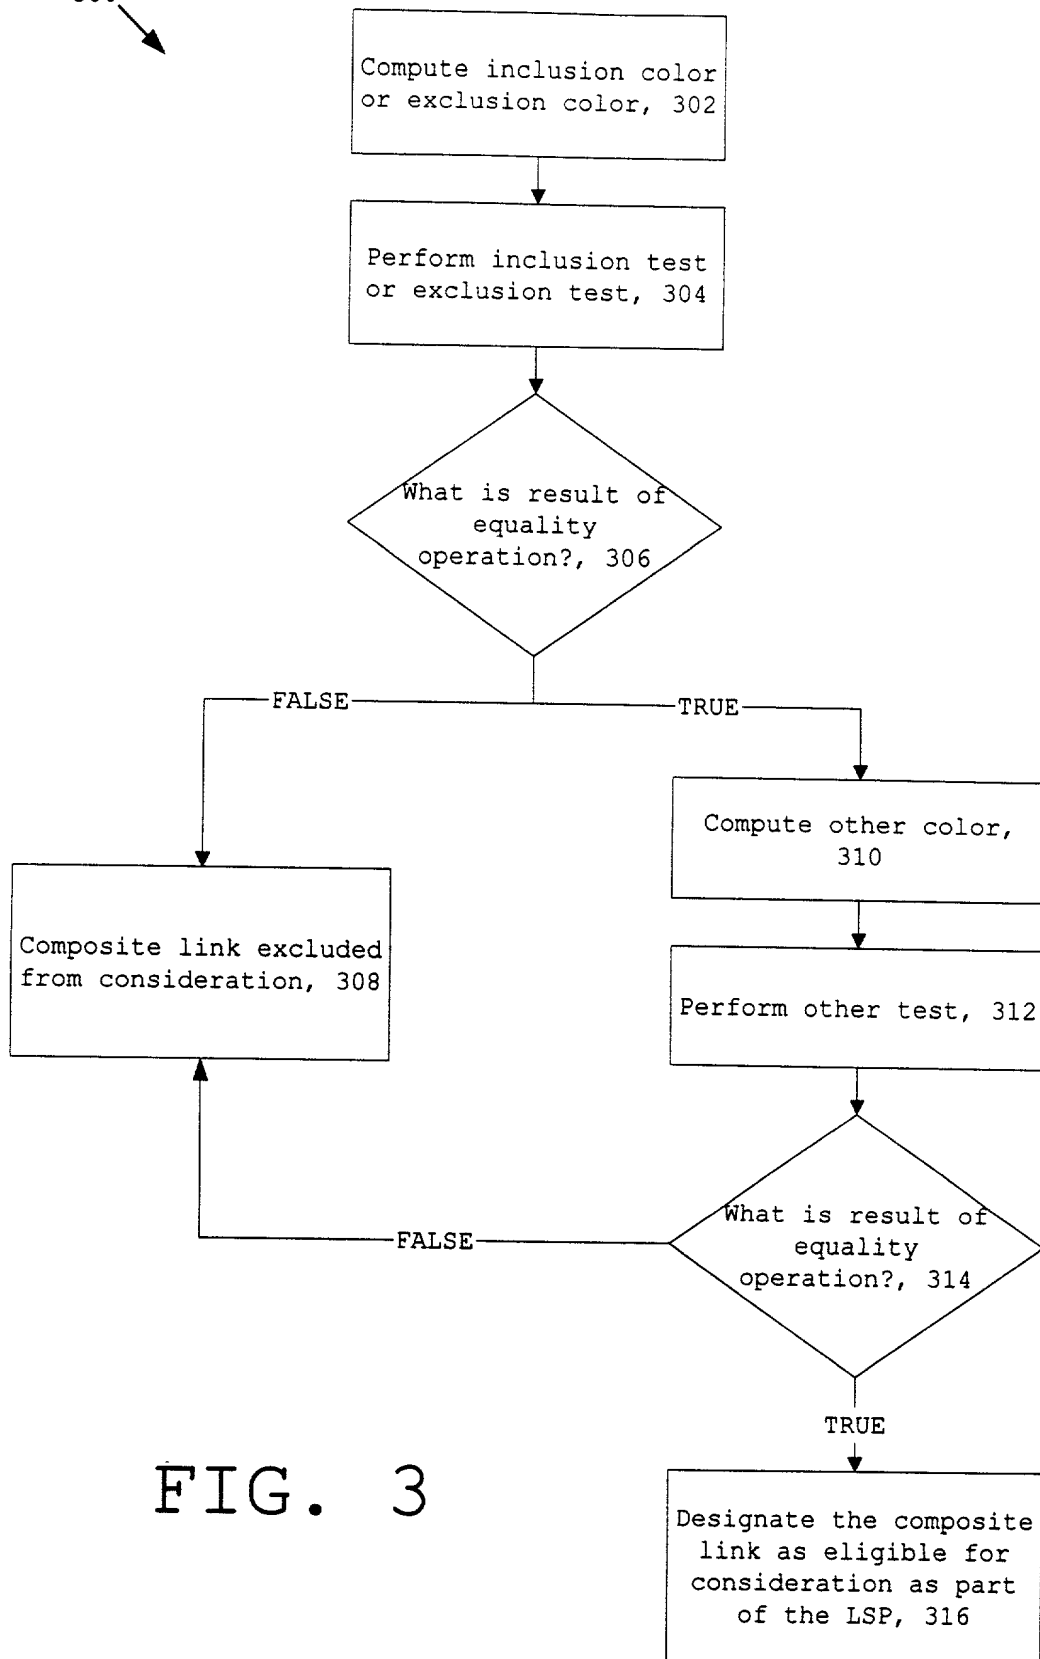 Compute inclusion color
or exclusion color, 302
Perform inclusion test
or exclusion test, 304
What is result of
equality
operation?, 306
FALSE
TRUE
Compute other color,
310
Composite link excluded
from consideration, 308
Perform other test, 312
What is result of
equality
operation?, 314
FALSE
TRUE
Designate the composite
link as eligible for
consideration as part
of the LSP, 316
FIG. 3